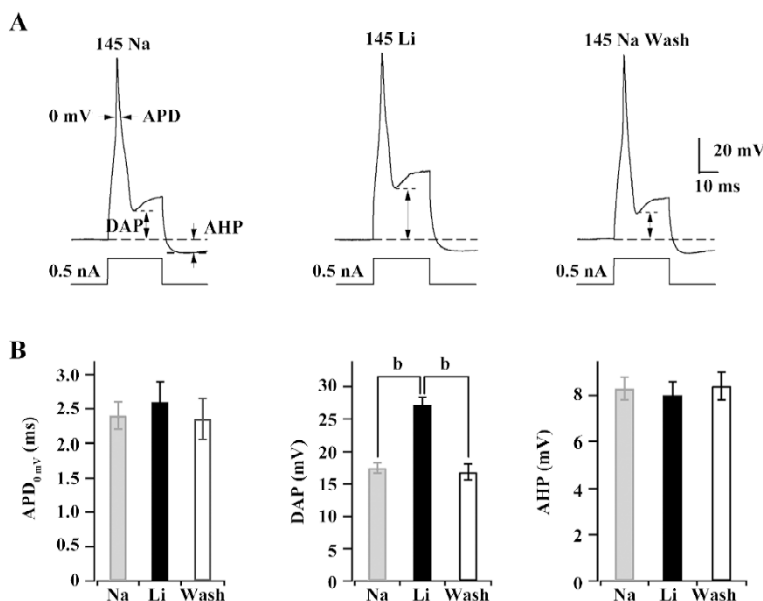 A
145 Na
145 Li
145 Na Wash
0 mV
APD
20 mV
10 ms
DAP
AHP
0.5 nA
0.5 nA
0.5 nA
B
3.0
2.5
2.0
1.5
1.0
0.5
0
APD0 mV (ms)
Na Li Wash
b b
30
25
20
15
10
5
0
DAP (mV)
Na Li Wash
8
6
4
2
0
AHP (mV)
Na Li Wash